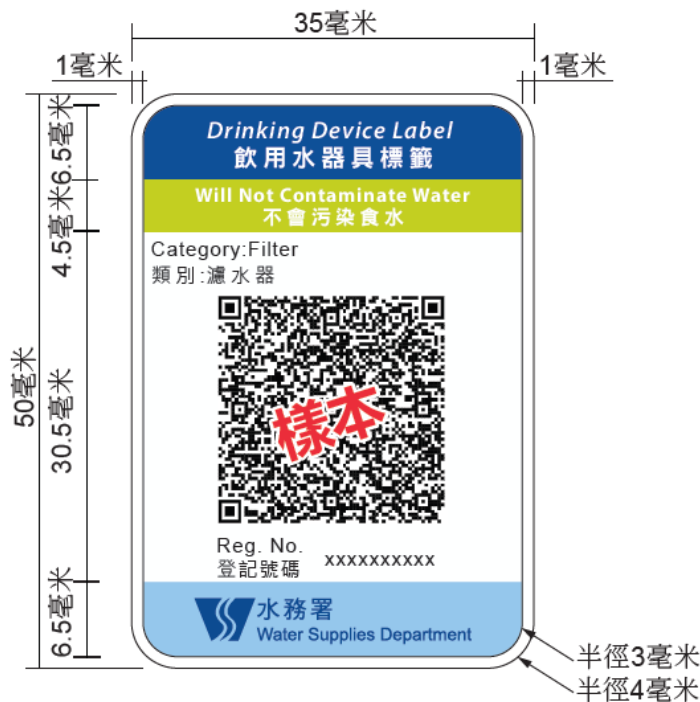 35毫米
1毫米
1毫米
50毫米
6.5毫米
4.5毫米
30.5毫米
6.5毫米
Drinking Device Label
飲用水器具標籤
Will Not Contaminate Water
不會污染食水
Category:Filter
類別:濾水器
樣本
Reg. No.
登記號碼 xxxxxxxxxx
水務署
Water Supplies Department
半徑3毫米
半徑4毫米